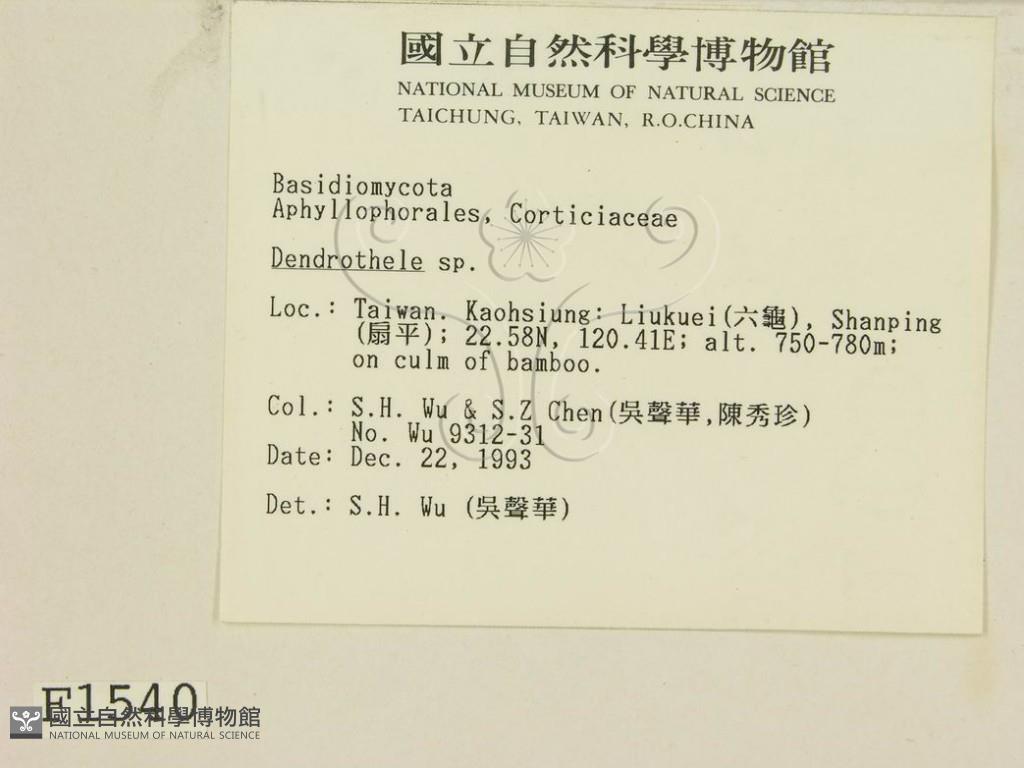 國立自然科學博物館
NATIONAL MUSEUM OF NATURAL SCIENCE
TAICHUNG, TAIWAN, R.O.CHINA
Basidiomycota
Aphyllophorales, Corticiaceae
Dendrothele sp.
Loc.: Taiwan. Kaohsiung: Liukuei(六龜), Shanping
(扇平); 22.58N, 120.41E; alt. 750-780m;
on culm of bamboo.
Col.: S.H. Wu & S.Z Chen(吳聲華,陳秀珍)
No. Wu 9312-31
Date: Dec. 22, 1993
Det.: S.H. Wu (吳聲華)
F1540
國立自然科學博物館
NATIONAL MUSEUM OF NATURAL SCIENCE